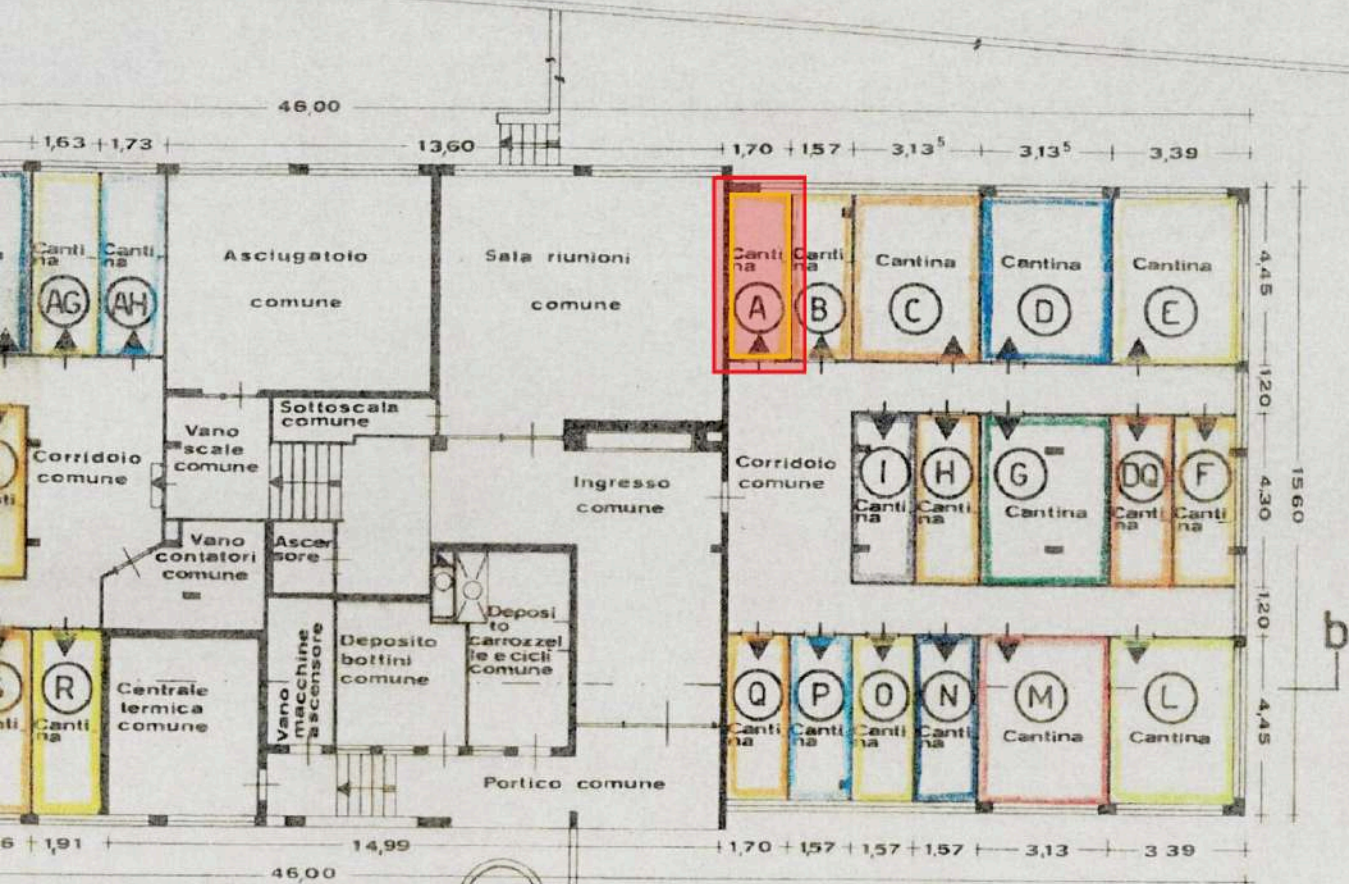 46,00
1,63 1,73 13,60 1,70 1,57 3,13⁵ 3,13⁵ 3,39
Canti
na
AG
Canti
na
AH
Asciugatoio
comune
Sala riunioni
comune
Canti
na
A
Canti
na
B
Cantina
C
Cantina
D
Cantina
E
4,45
1,20
4,30
1,20
4,45
15 60
Sottoscala
comune
Vano
scale
comune
Corridoio
comune
Ingresso
comune
Corridoio
comune
I
Canti
na
H
Canti
na
G
Cantina
DQ
Canti
na
F
Canti
na
Vano
contatori
comune
Ascen
sore
Deposi
to
carrozzel
le e cicli
comune
Deposito
bottini
comune
Vano
macchine
ascensore
Centrale
termica
comune
R
Canti
na
Q
Canti
na
P
Canti
na
O
Canti
na
N
Canti
na
M
Cantina
L
Cantina
b
Portico comune
6 1,91 14,99 1,70 1,57 1,57 1,57 3,13 3 39
46,00